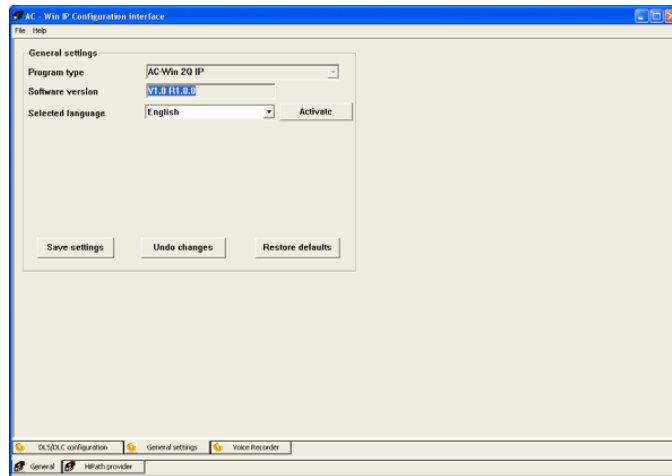 AC - Win IP Configuration interface
File Help
General settings
Program type AC-Win 2Q IP
Software version V1.0 R1.0.0
Selected language English Activate
Save settings Undo changes Restore defaults
DLS/DLC configuration General settings Voice Recorder
General HiPath provider